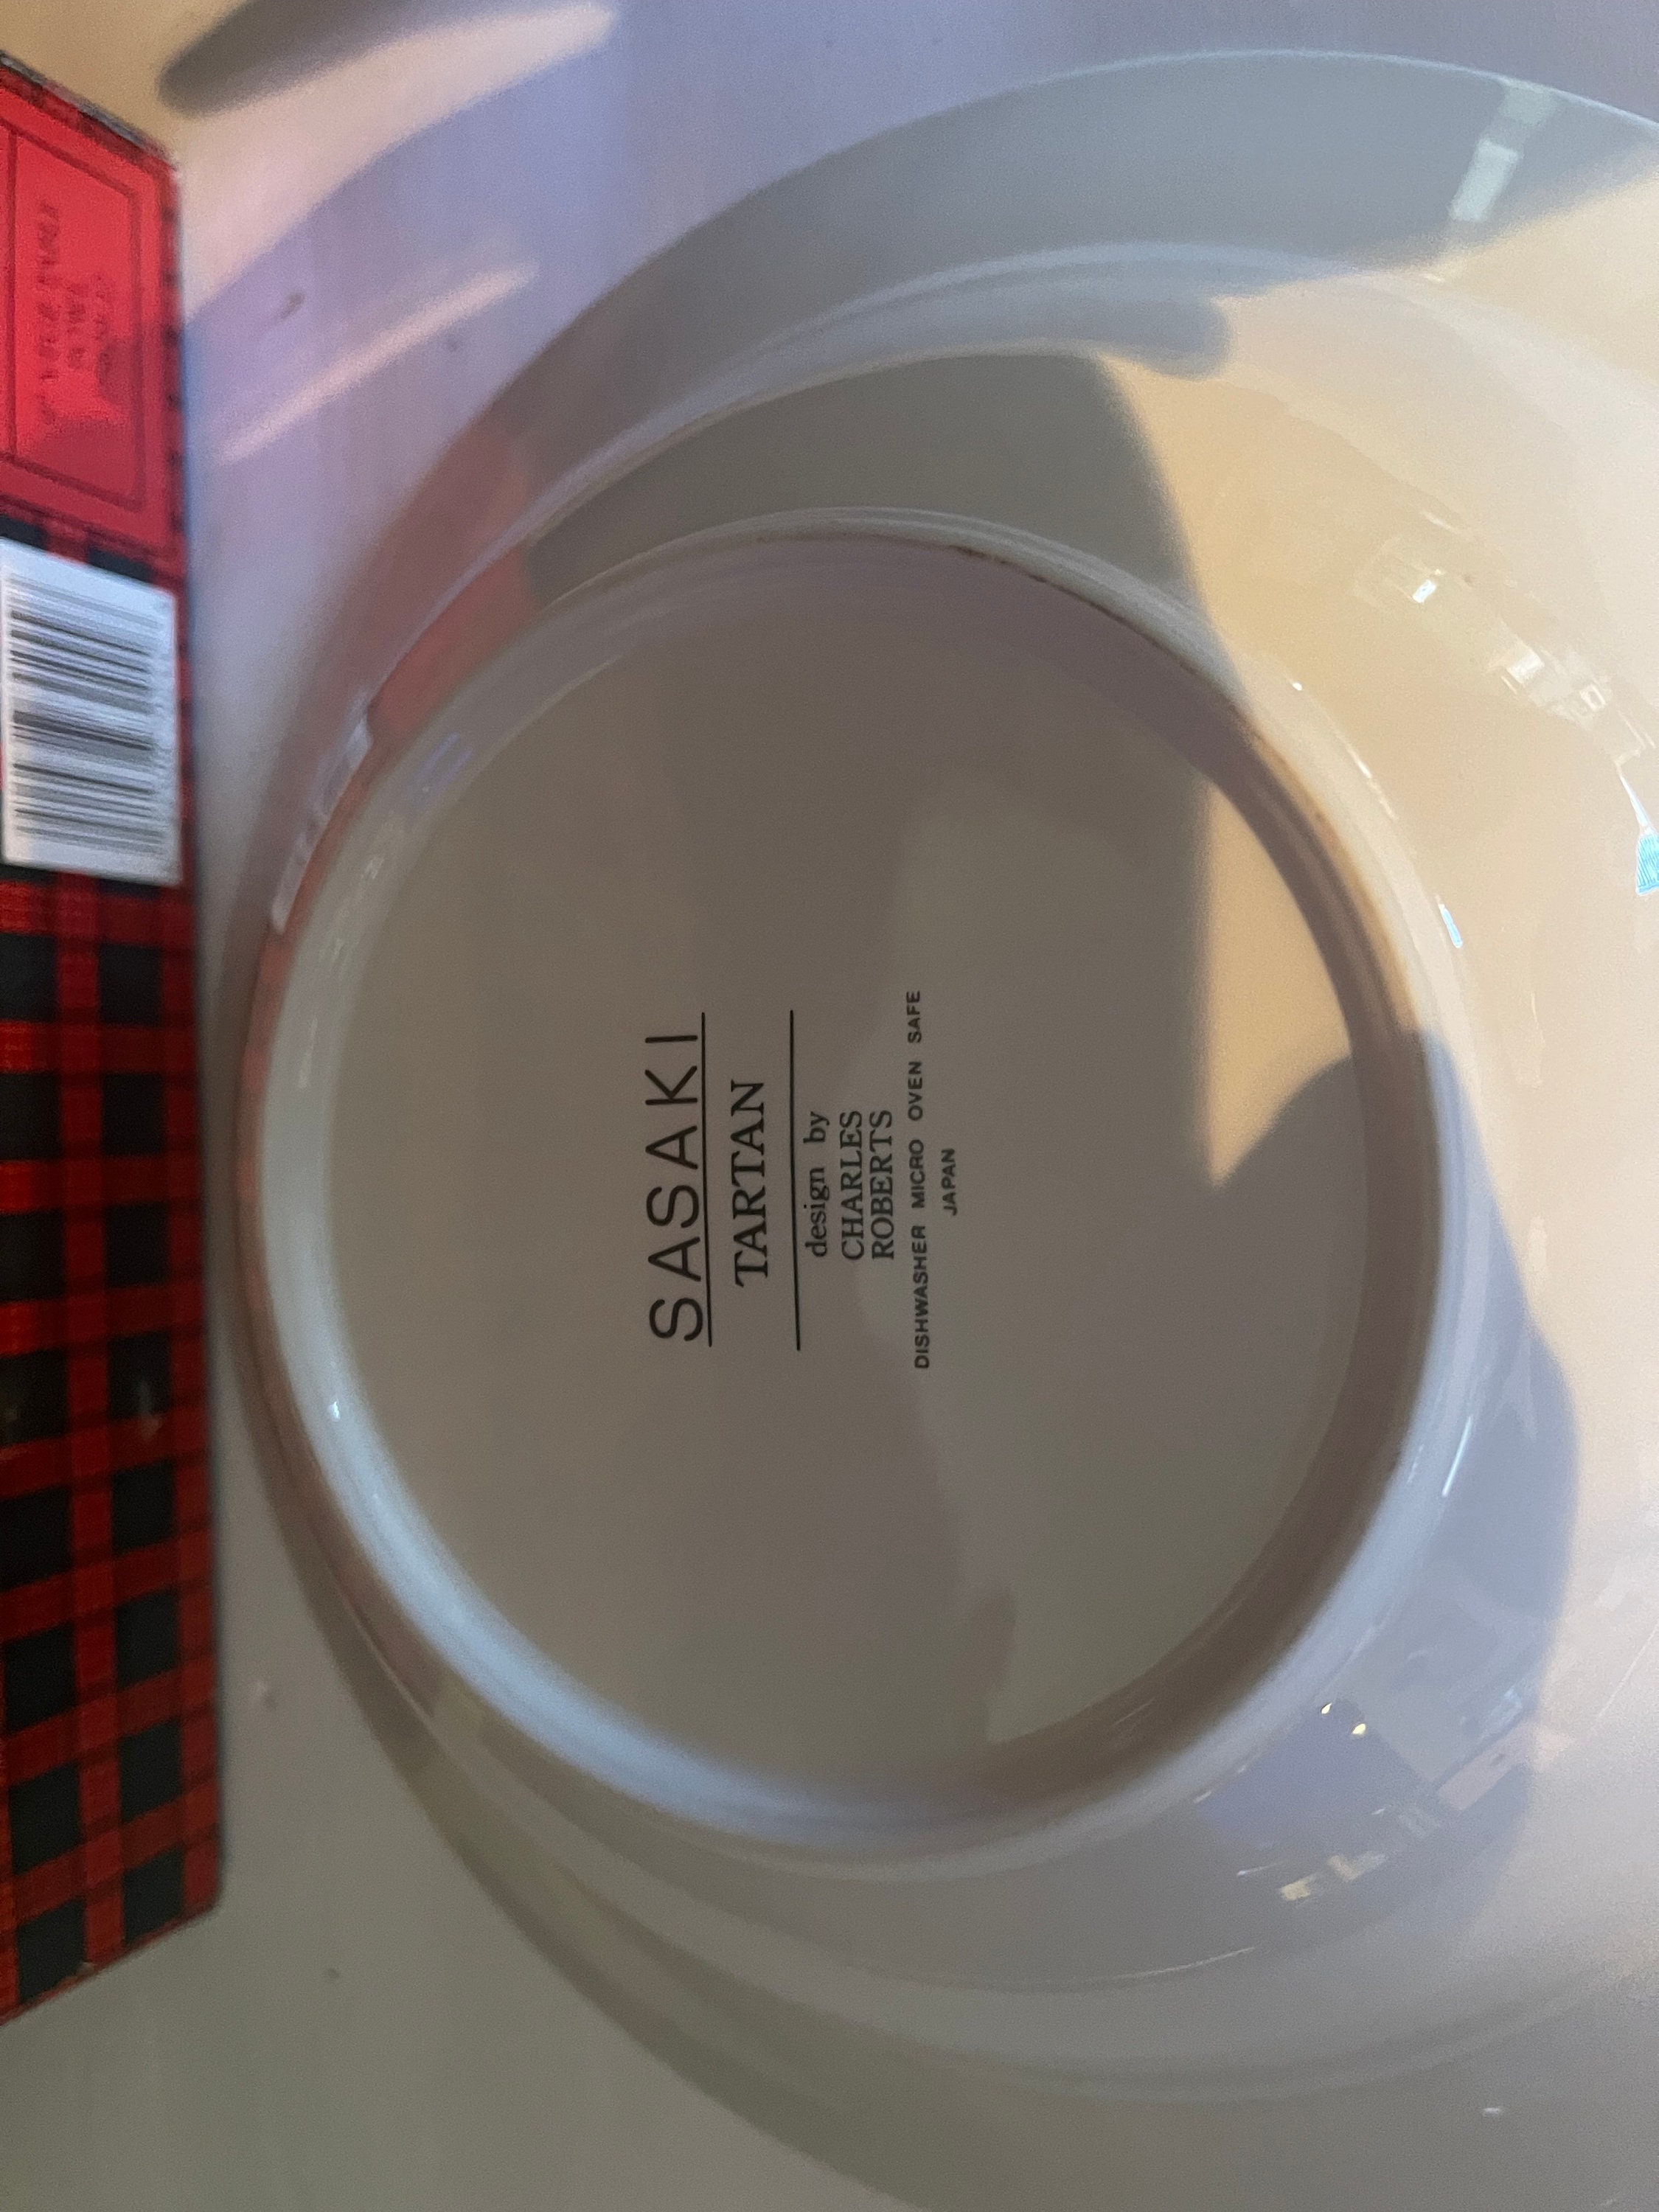 SASAKI
TARTAN
design by
CHARLES
ROBERTS
DISHWASHER MICRO OVEN SAFE
JAPAN